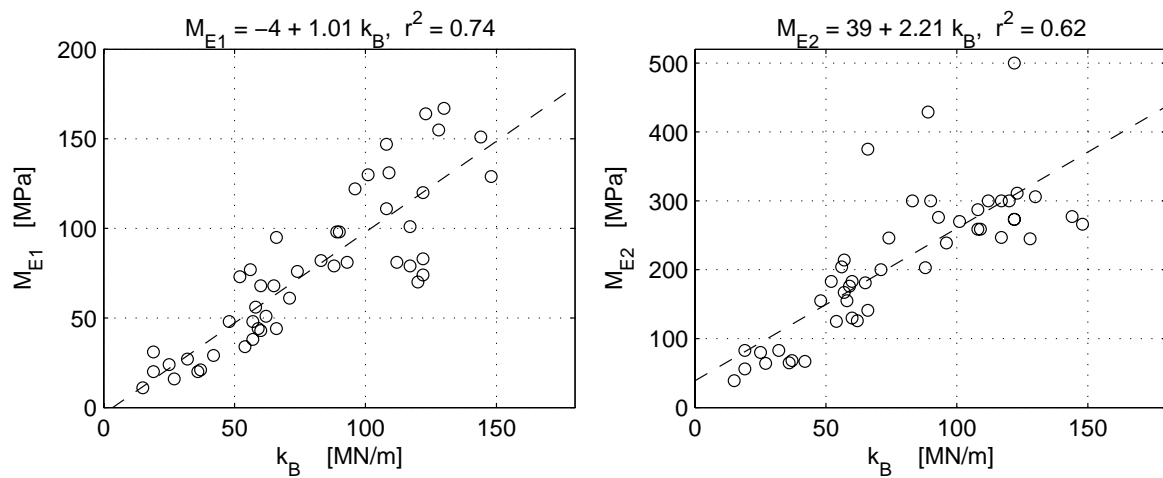 M_E1 = −4 + 1.01 k_B, r² = 0.74
200
150
100
50
0
M_E1 [MPa]
0 50 100 150
k_B [MN/m]
M_E2 = 39 + 2.21 k_B, r² = 0.62
500
400
300
200
100
0
M_E2 [MPa]
0 50 100 150
k_B [MN/m]